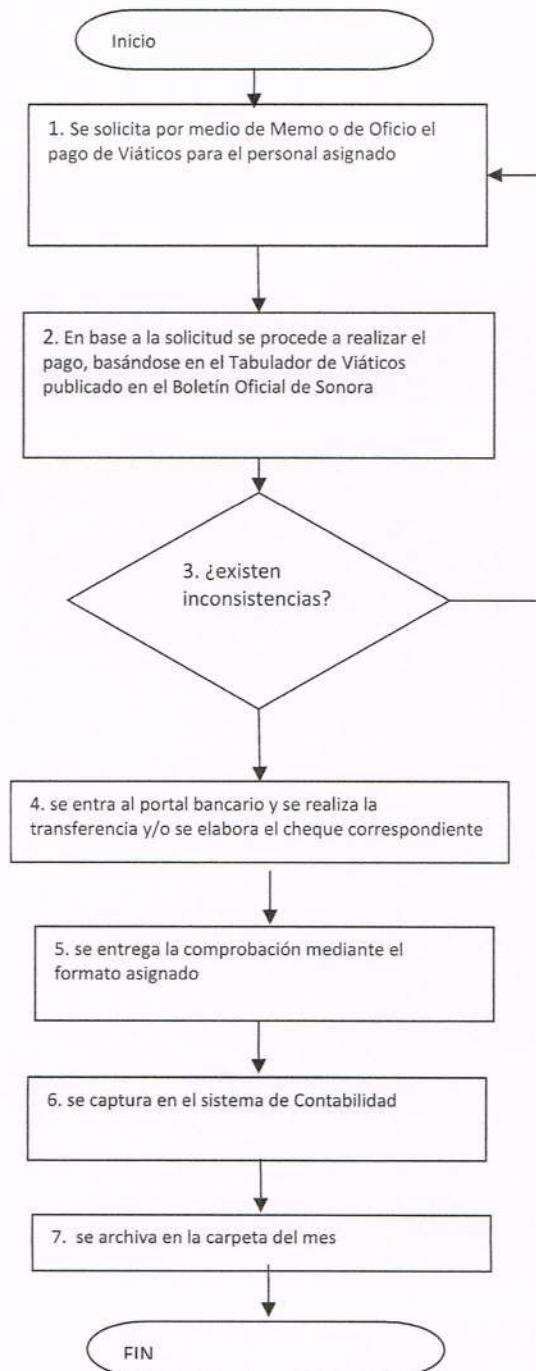 Inicio
1. Se solicita por medio de Memo o de Oficio el
pago de Viáticos para el personal asignado
2. En base a la solicitud se procede a realizar el
pago, basándose en el Tabulador de Viáticos
publicado en el Boletín Oficial de Sonora
3. ¿existen
inconsistencias?
4. se entra al portal bancario y se realiza la
transferencia y/o se elabora el cheque correspondiente
5. se entrega la comprobación mediante el
formato asignado
6. se captura en el sistema de Contabilidad
7. se archiva en la carpeta del mes
FIN